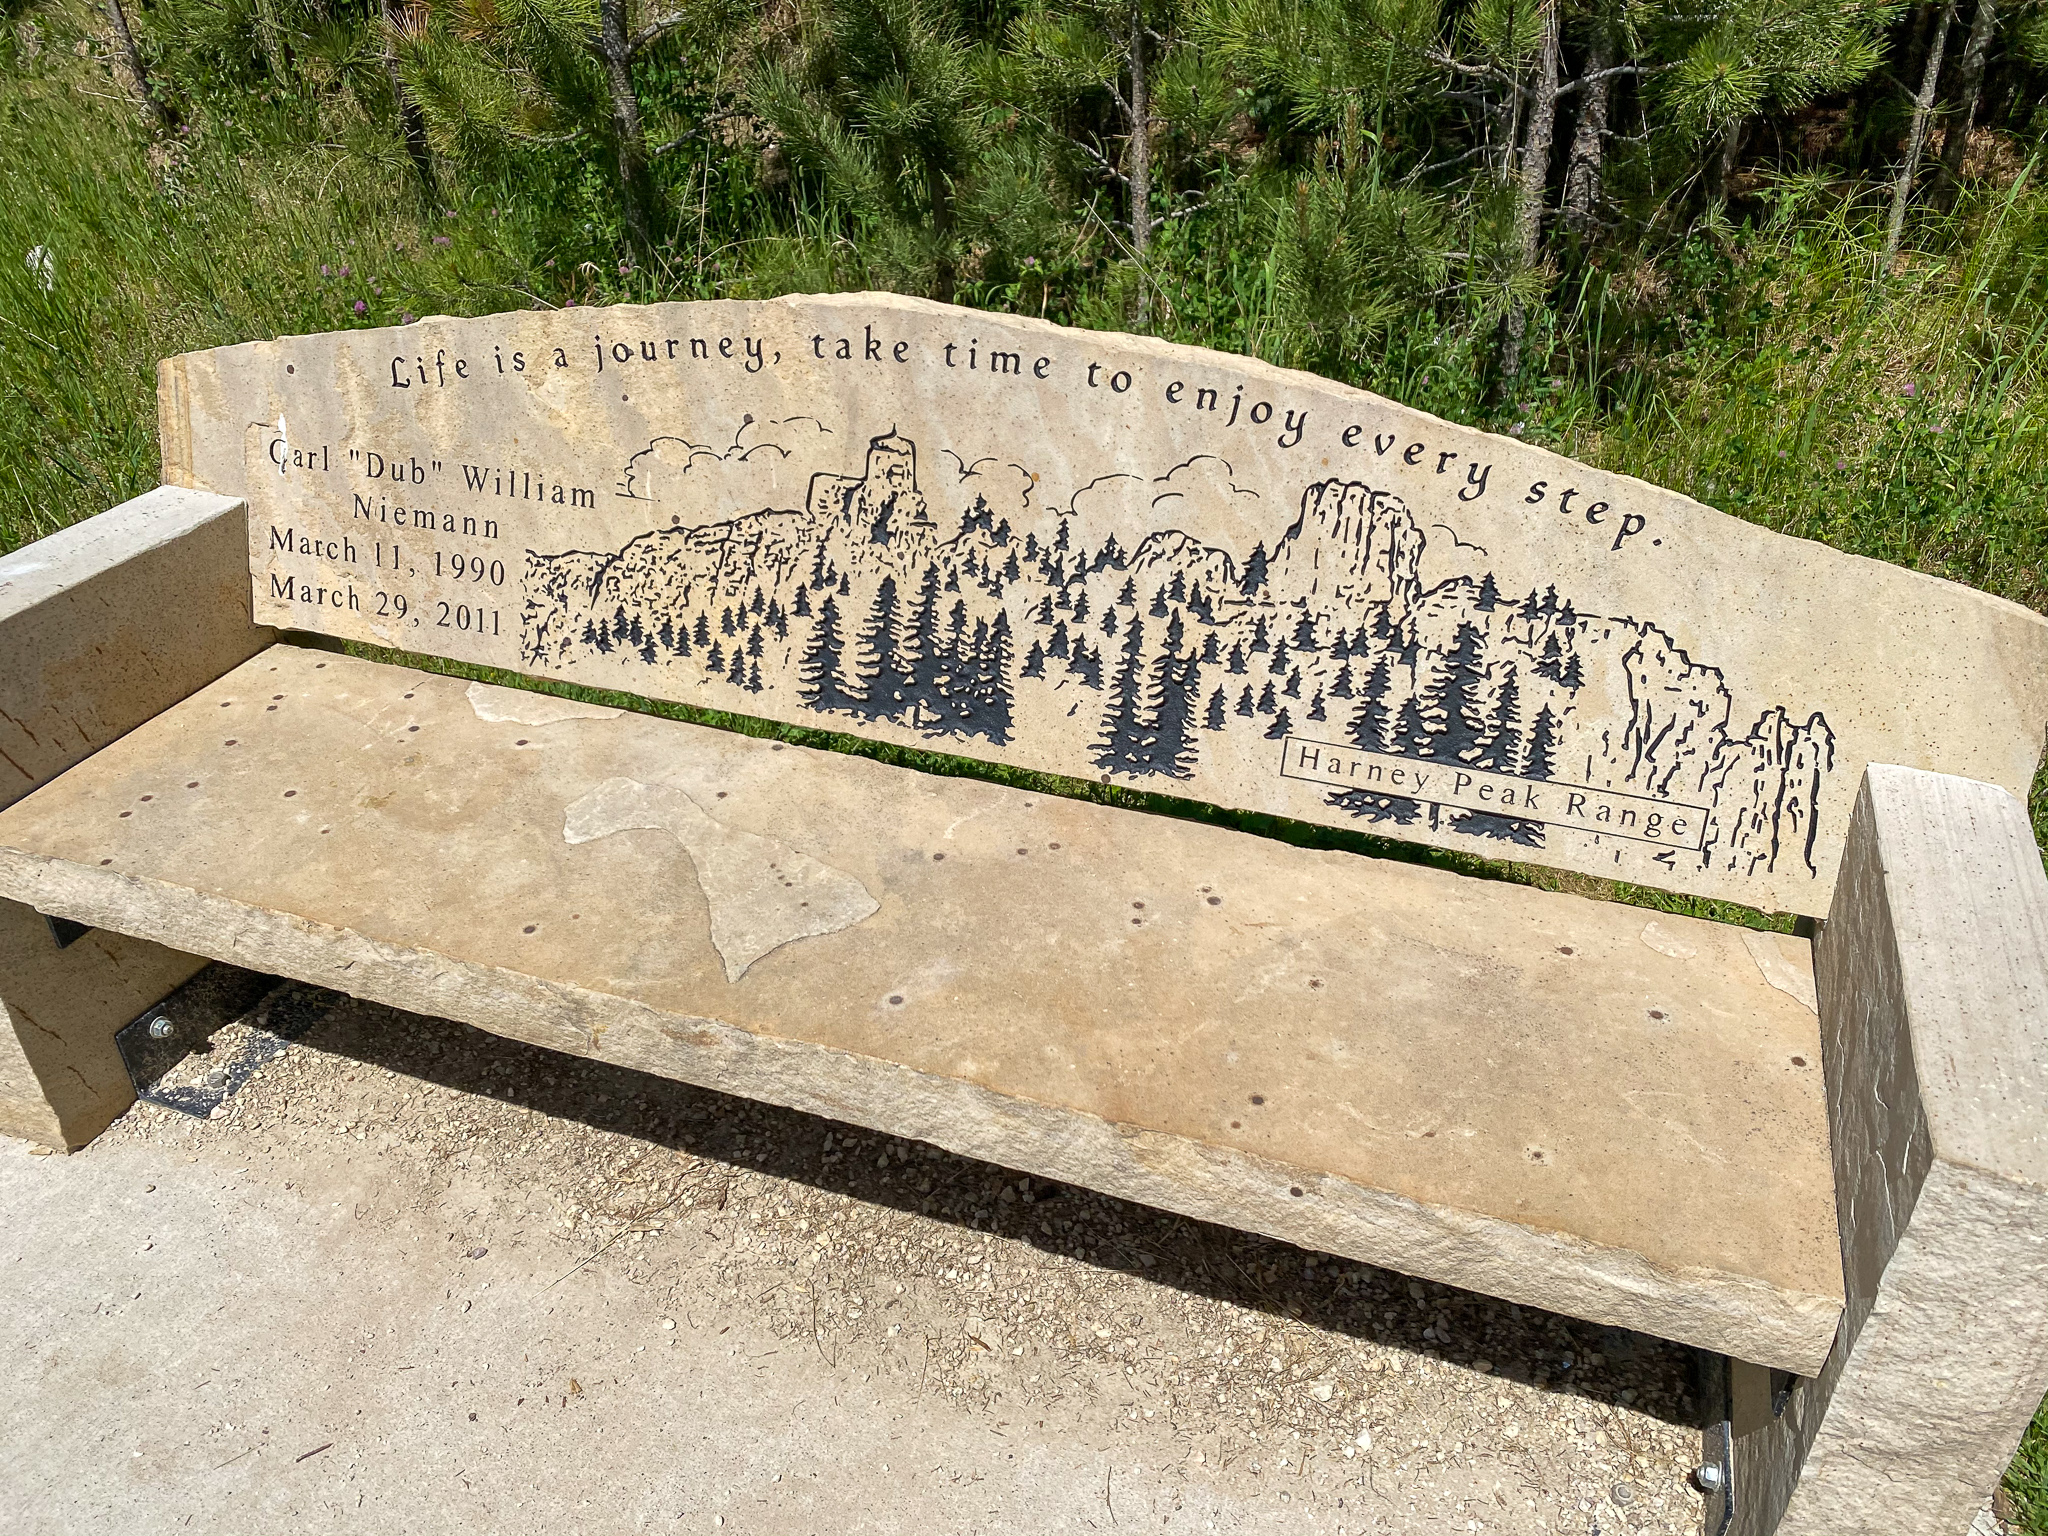 Life is a journey, take time to enjoy every step.
Carl "Dub" William
Niemann
March 11, 1990
March 29, 2011
Harney Peak Range